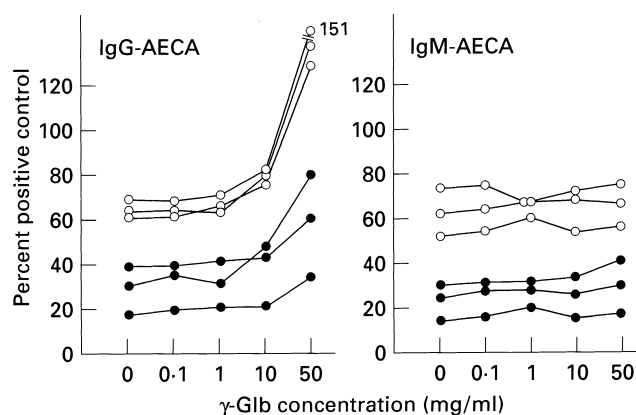 151
IgG-AECA
IgM-AECA
Percent positive control
120
100
80
60
40
20
0
0 0·1 1 10 50
120
100
80
60
40
20
0
0 0·1 1 10 50
γ-Glb concentration (mg/ml)